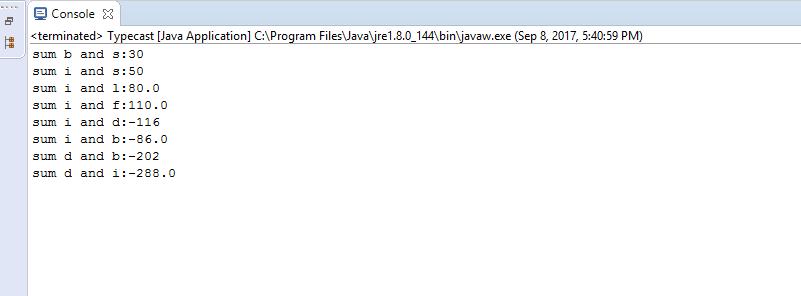 Console
<terminated> Typecast [Java Application] C:\Program Files\Java\jre1.8.0_144\bin\javaw.exe (Sep 8, 2017, 5:40:59 PM)
sum b and s:30
sum i and s:50
sum i and l:80.0
sum i and f:110.0
sum i and d:-116
sum i and b:-86.0
sum d and b:-202
sum d and i:-288.0